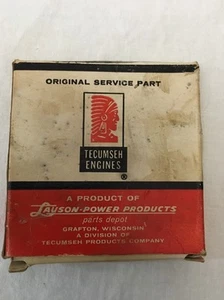 ORIGINAL SERVICE PART
TECUMSEH
ENGINES
®
A PRODUCT OF
LAUSON-POWER PRODUCTS
parts depot
GRAFTON, WISCONSIN
A DIVISION OF
TECUMSEH PRODUCTS COMPANY